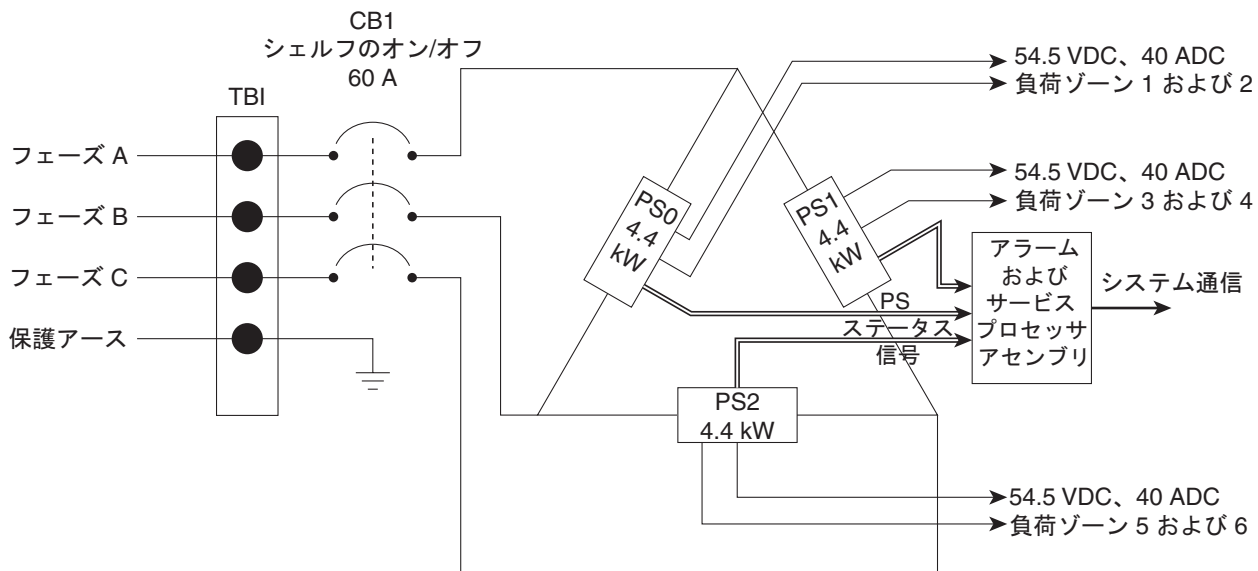 CB1
シェルフのオン/オフ
60 A
TBI
フェーズ A
フェーズ B
フェーズ C
保護アース
PS0
4.4
kW
PS1
4.4
kW
PS2
4.4 kW
54.5 VDC、40 ADC
負荷ゾーン 1 および 2
54.5 VDC、40 ADC
負荷ゾーン 3 および 4
PS
ステータス
信号
アラーム
および
サービス
プロセッサ
アセンブリ
システム通信
54.5 VDC、40 ADC
負荷ゾーン 5 および 6